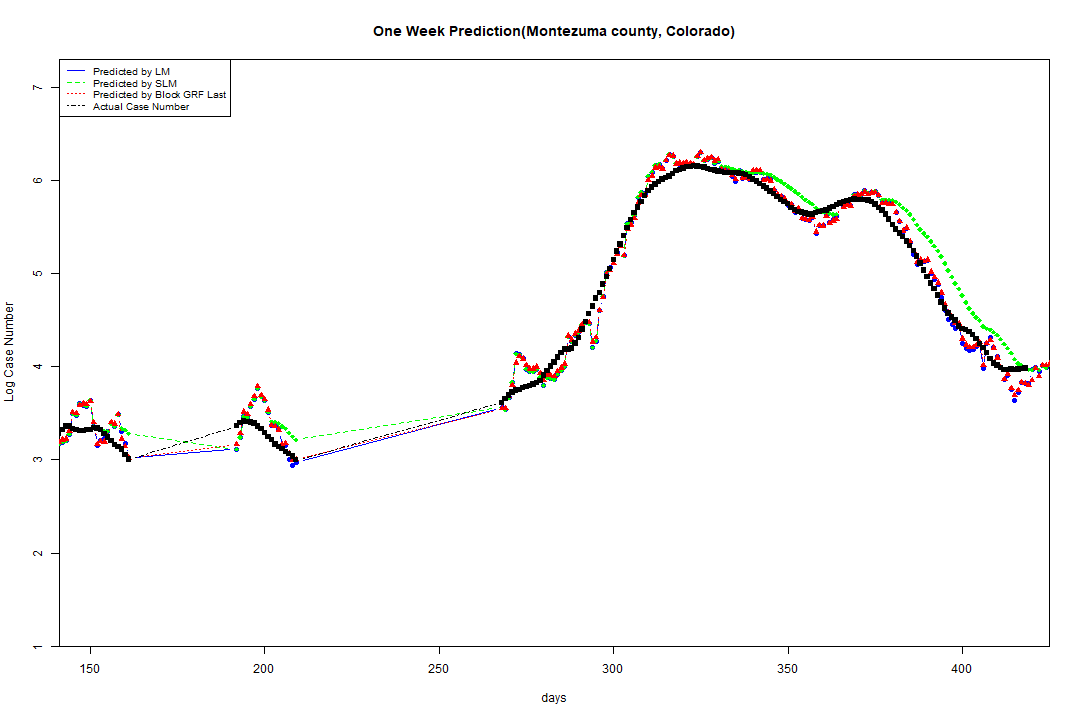 One Week Prediction(Montezuma county, Colorado)
Predicted by LM
Predicted by SLM
Predicted by Block GRF Last
Actual Case Number
7
6
5
4
3
2
1
Log Case Number
150 200 250 300 350 400
days